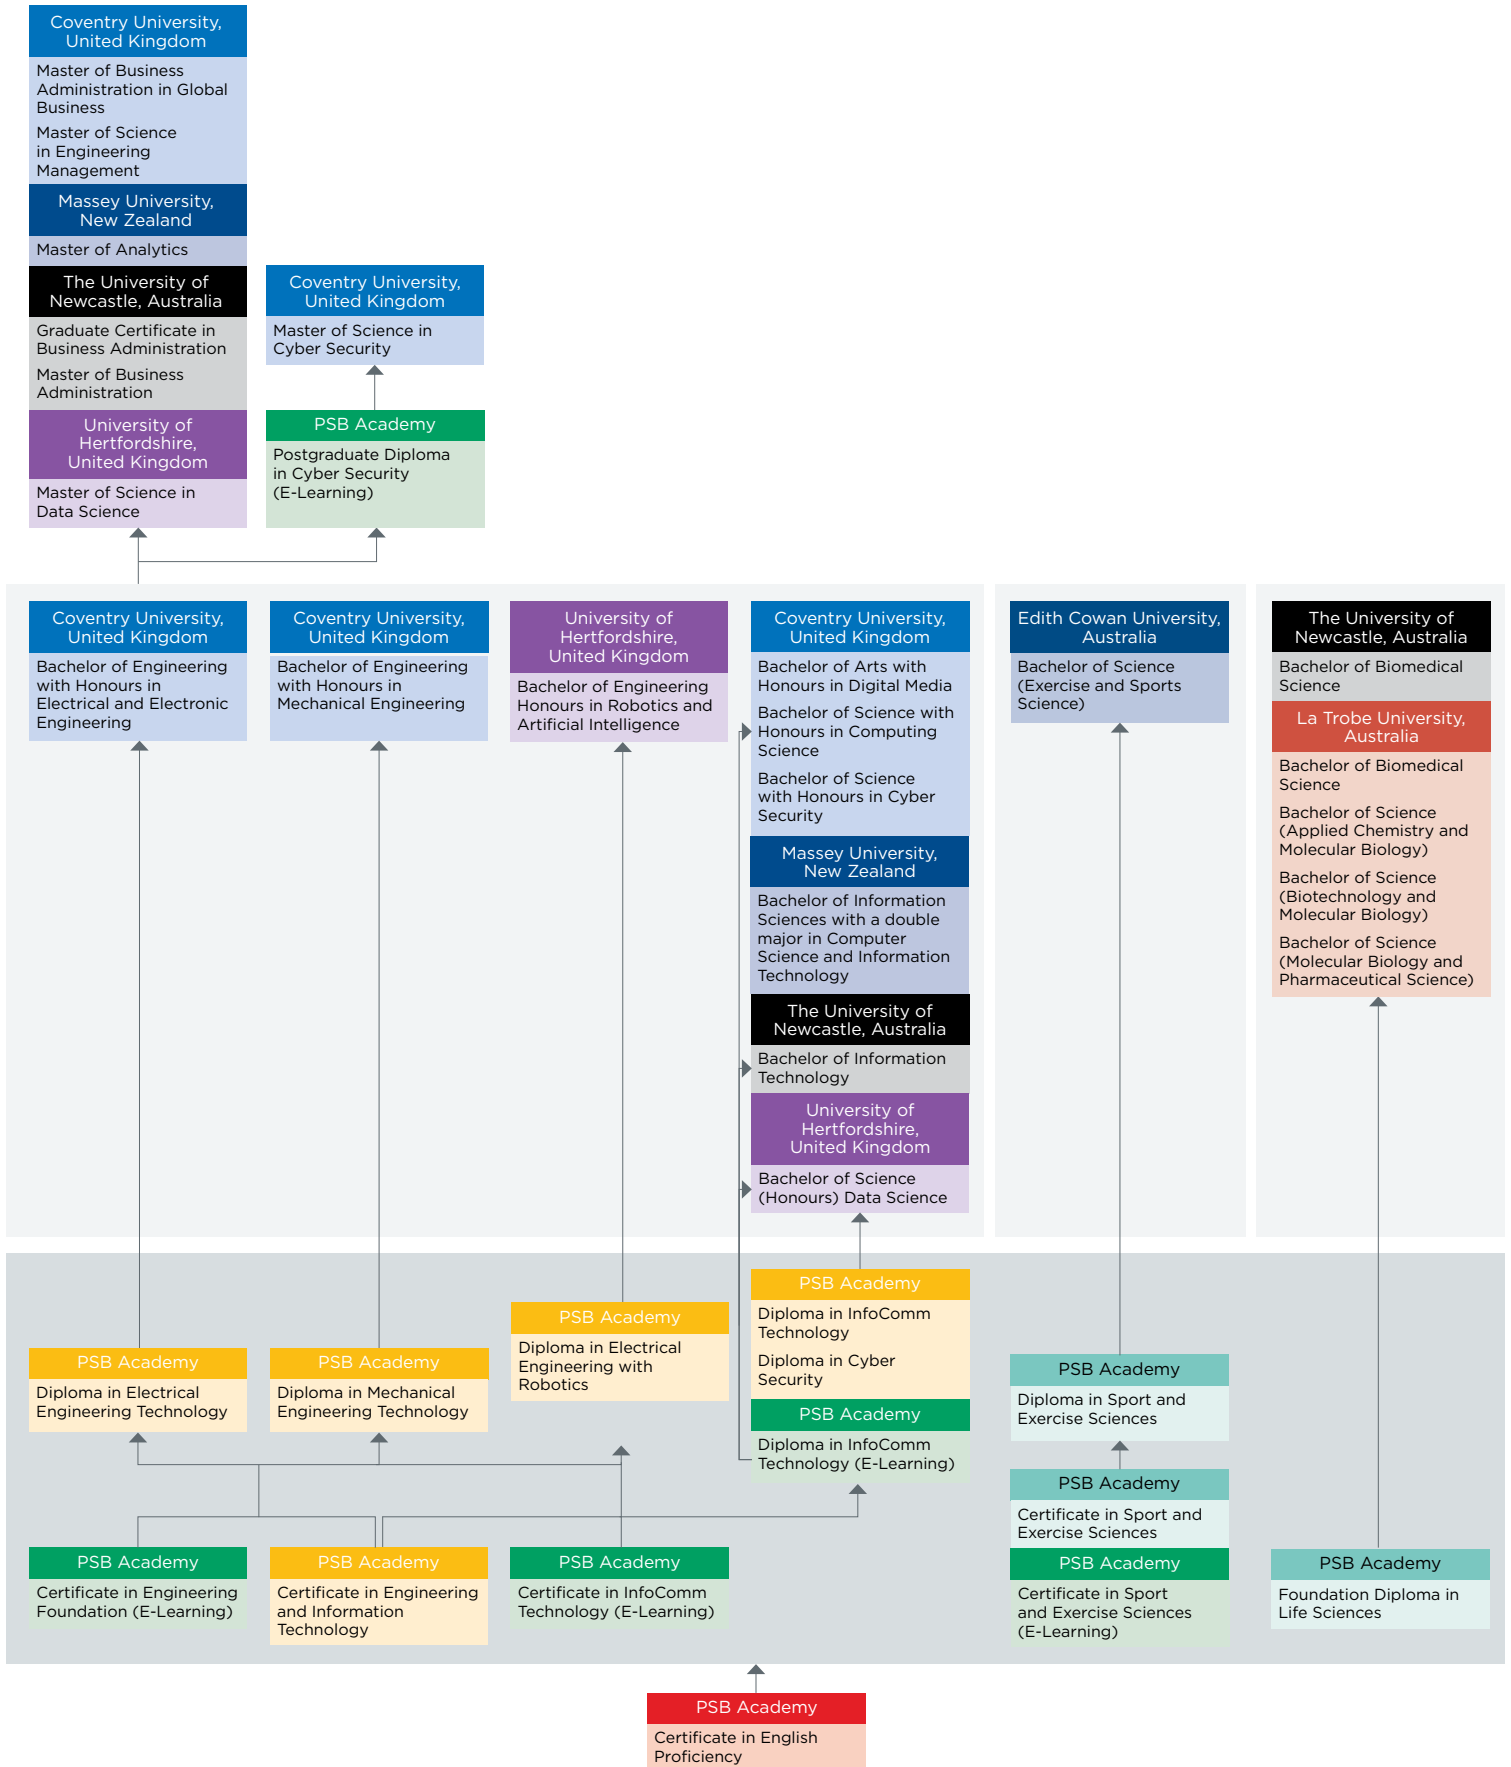 Coventry University,
United Kingdom
Master of Business
Administration in Global
Business
Master of Science
in Engineering
Management
Massey University,
New Zealand
Master of Analytics
The University of
Newcastle, Australia
Graduate Certificate in
Business Administration
Master of Business
Administration
University of
Hertfordshire,
United Kingdom
Master of Science in
Data Science
Coventry University,
United Kingdom
Master of Science in
Cyber Security
PSB Academy
Postgraduate Diploma
in Cyber Security
(E-Learning)
Coventry University,
United Kingdom
Bachelor of Engineering
with Honours in
Electrical and Electronic
Engineering
Coventry University,
United Kingdom
Bachelor of Engineering
with Honours in
Mechanical Engineering
University of
Hertfordshire,
United Kingdom
Bachelor of Engineering
Honours in Robotics and
Artificial Intelligence
Coventry University,
United Kingdom
Bachelor of Arts with
Honours in Digital Media
Bachelor of Science with
Honours in Computing
Science
Bachelor of Science
with Honours in Cyber
Security
Massey University,
New Zealand
Bachelor of Information
Sciences with a double
major in Computer
Science and Information
Technology
The University of
Newcastle, Australia
Bachelor of Information
Technology
University of
Hertfordshire,
United Kingdom
Bachelor of Science
(Honours) Data Science
Edith Cowan University,
Australia
Bachelor of Science
(Exercise and Sports
Science)
The University of
Newcastle, Australia
Bachelor of Biomedical
Science
La Trobe University,
Australia
Bachelor of Biomedical
Science
Bachelor of Science
(Applied Chemistry and
Molecular Biology)
Bachelor of Science
(Biotechnology and
Molecular Biology)
Bachelor of Science
(Molecular Biology and
Pharmaceutical Science)
PSB Academy
Diploma in Electrical
Engineering Technology
PSB Academy
Diploma in Mechanical
Engineering Technology
PSB Academy
Diploma in Electrical
Engineering with
Robotics
PSB Academy
Diploma in InfoComm
Technology
Diploma in Cyber
Security
PSB Academy
Diploma in InfoComm
Technology (E-Learning)
PSB Academy
Diploma in Sport and
Exercise Sciences
PSB Academy
Certificate in Sport and
Exercise Sciences
PSB Academy
Certificate in Sport
and Exercise Sciences
(E-Learning)
PSB Academy
Certificate in Engineering
Foundation (E-Learning)
PSB Academy
Certificate in Engineering
and Information
Technology
PSB Academy
Certificate in InfoComm
Technology (E-Learning)
PSB Academy
Foundation Diploma in
Life Sciences
PSB Academy
Certificate in English
Proficiency